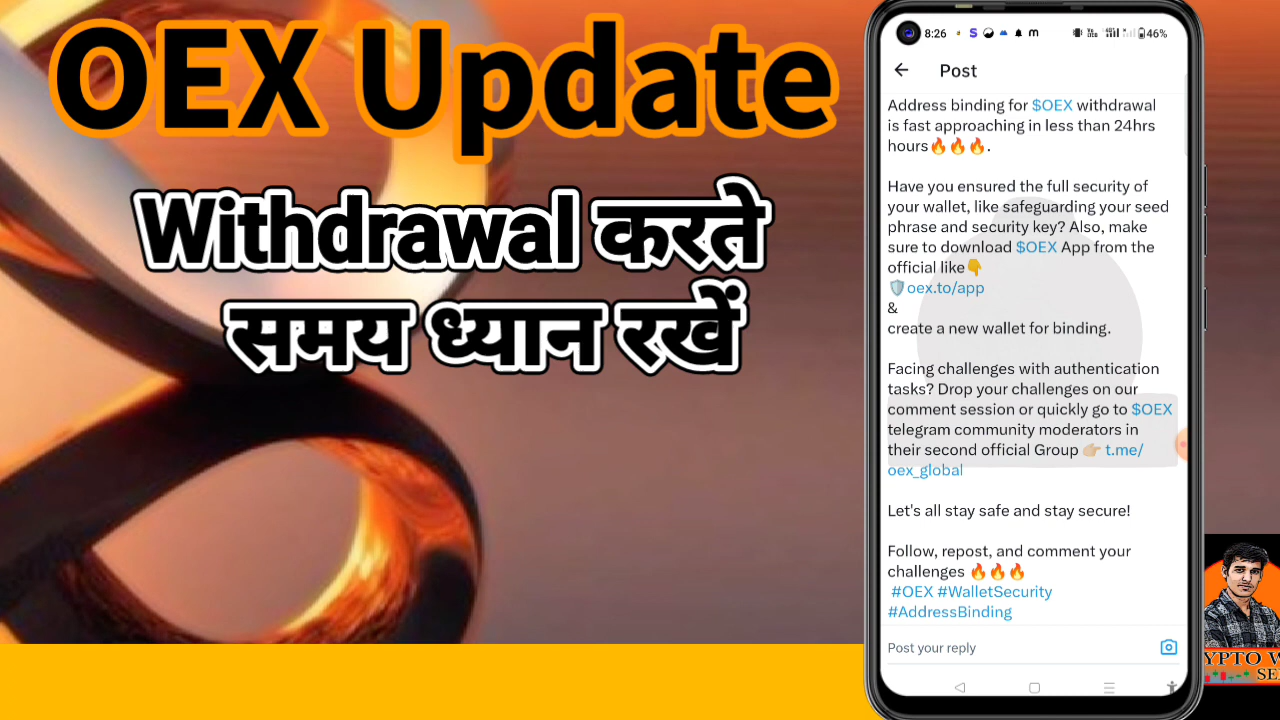 OEX Update
Withdrawal करते
समय ध्यान रखें
8:26
46%
Post
Address binding for $OEX withdrawal
is fast approaching in less than 24hrs
hours🔥🔥🔥.
Have you ensured the full security of
your wallet, like safeguarding your seed
phrase and security key? Also, make
sure to download $OEX App from the
official like👇
🛡️oex.to/app
&
create a new wallet for binding.
Facing challenges with authentication
tasks? Drop your challenges on our
comment session or quickly go to $OEX
telegram community moderators in
their second official Group 👉🏼 t.me/
oex_global
Let's all stay safe and stay secure!
Follow, repost, and comment your
challenges 🔥🔥🔥
#OEX #WalletSecurity
#AddressBinding
Post your reply
YPTO W
SE